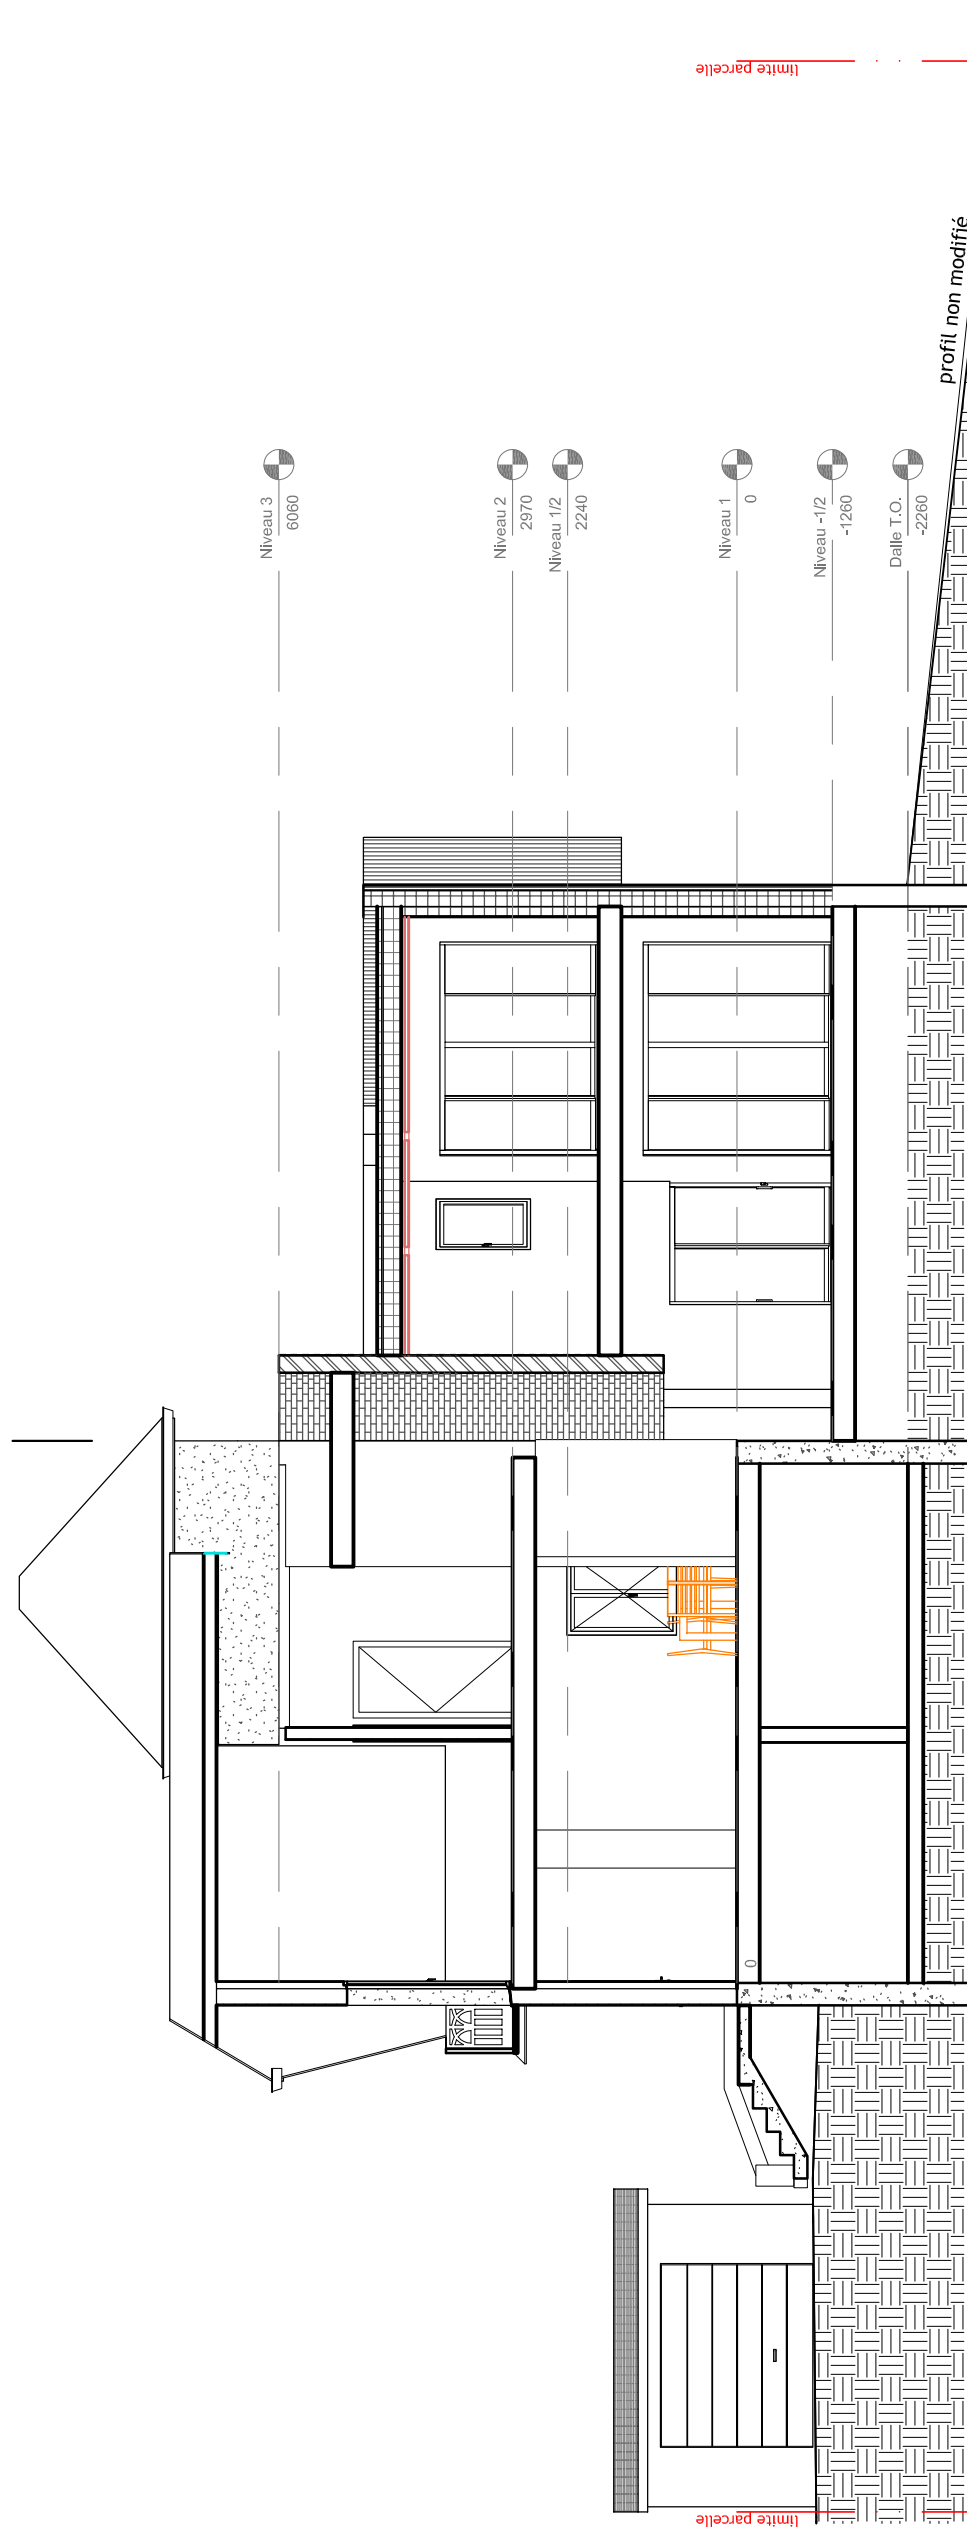 limite parcelle
profil non modifié
Niveau 3
6060
Niveau 2
2970
Niveau 1/2
2240
Niveau 1
0
Niveau -1/2
-1260
Dalle T.O.
-2260
0
limite parcelle